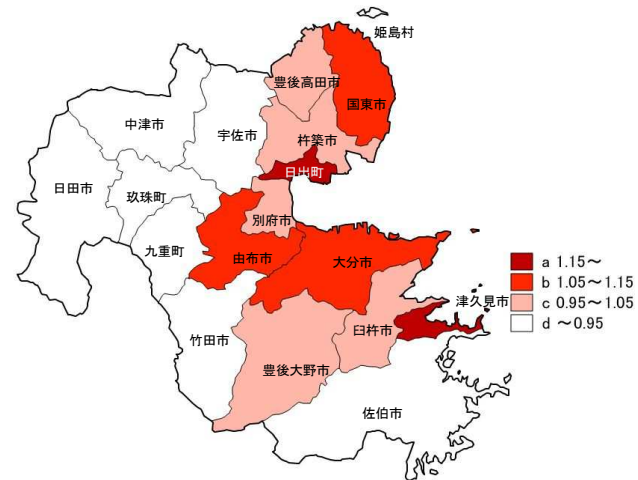 姫島村
豊後高田市
国東市
中津市
宇佐市
杵築市
日出町
日田市
玖珠町
別府市
九重町
由布市
大分市
a 1.15～
b 1.05～1.15
c 0.95～1.05
d ～0.95
津久見市
臼杵市
竹田市
豊後大野市
佐伯市